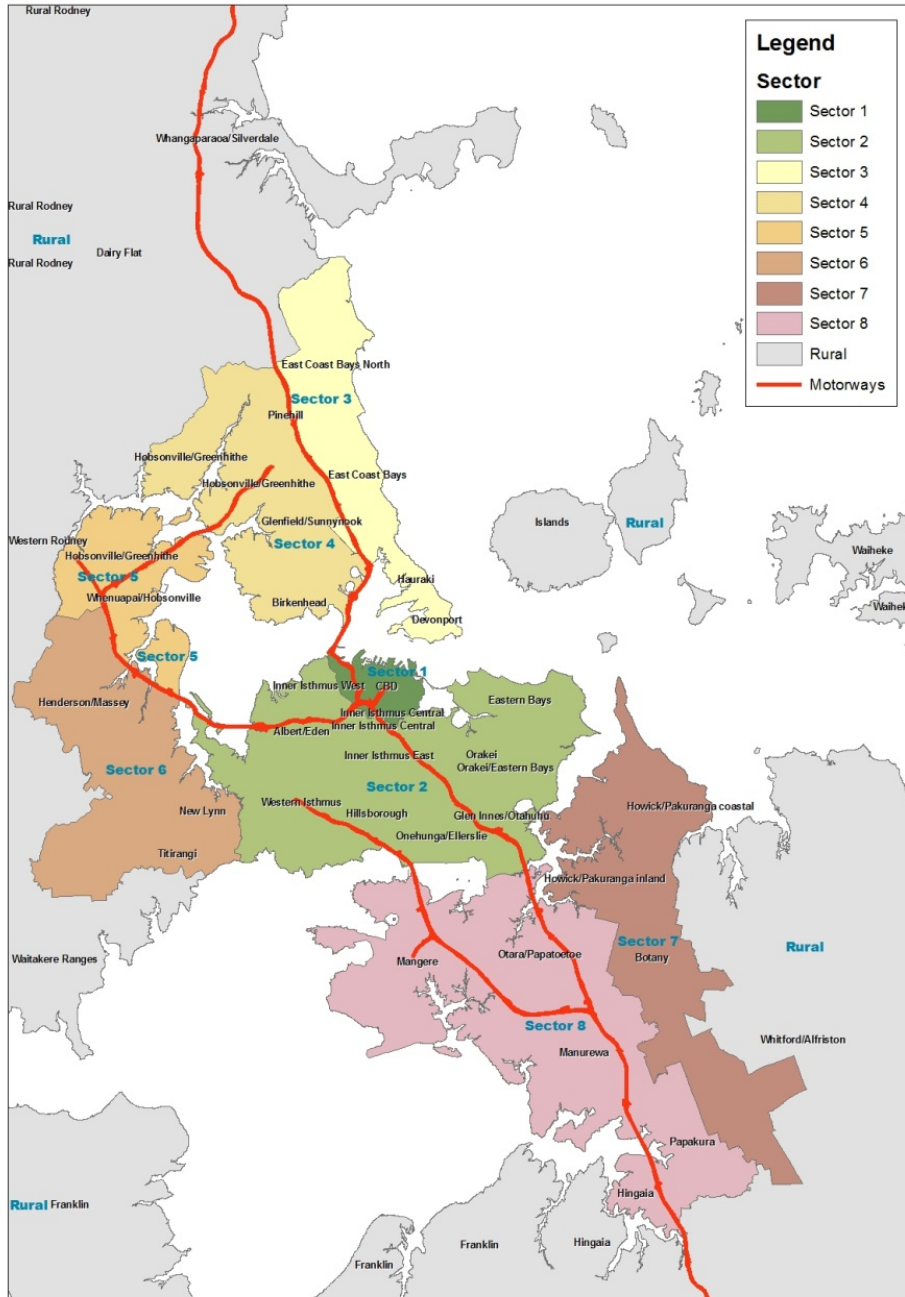 Rural Rodney
Legend
Sector
Sector 1
Sector 2
Sector 3
Sector 4
Sector 5
Sector 6
Sector 7
Sector 8
Rural
Motorways
Whangaparaoa/Silverdale
Rural Rodney
Rural
Dairy Flat
Rural Rodney
East Coast Bays North
Sector 3
Pinehill
Hobsonville/Greenhithe
East Coast Bays
Hobsonville/Greenhithe
Glenfield/Sunnynook
Islands
Rural
Western Rodney
Sector 4
Hobsonville/Greenhithe
Waiheke
Sector 5
Hauraki
Whenuapai/Hobsonville
Birkenhead
Waihek
Devonport
Sector 5
Sector 1
Inner Isthmus West
CBD
Henderson/Massey
Eastern Bays
Inner Isthmus Central
Inner Isthmus Central
Albert/Eden
Inner Isthmus East
Orakei
Orakei/Eastern Bays
Sector 6
Sector 2
Western Isthmus
Howick/Pakuranga coastal
New Lynn
Hillsborough
Glen Innes/Otahuhu
Onehunga/Ellerslie
Titirangi
Howick/Pakuranga inland
Sector 7
Rural
Waitakere Ranges
Mangere
Otara/Papatoetoe
Botany
Sector 8
Whitford/Alfriston
Manurewa
Papakura
Rural
Franklin
Hingaia
Franklin
Hingaia
Franklin